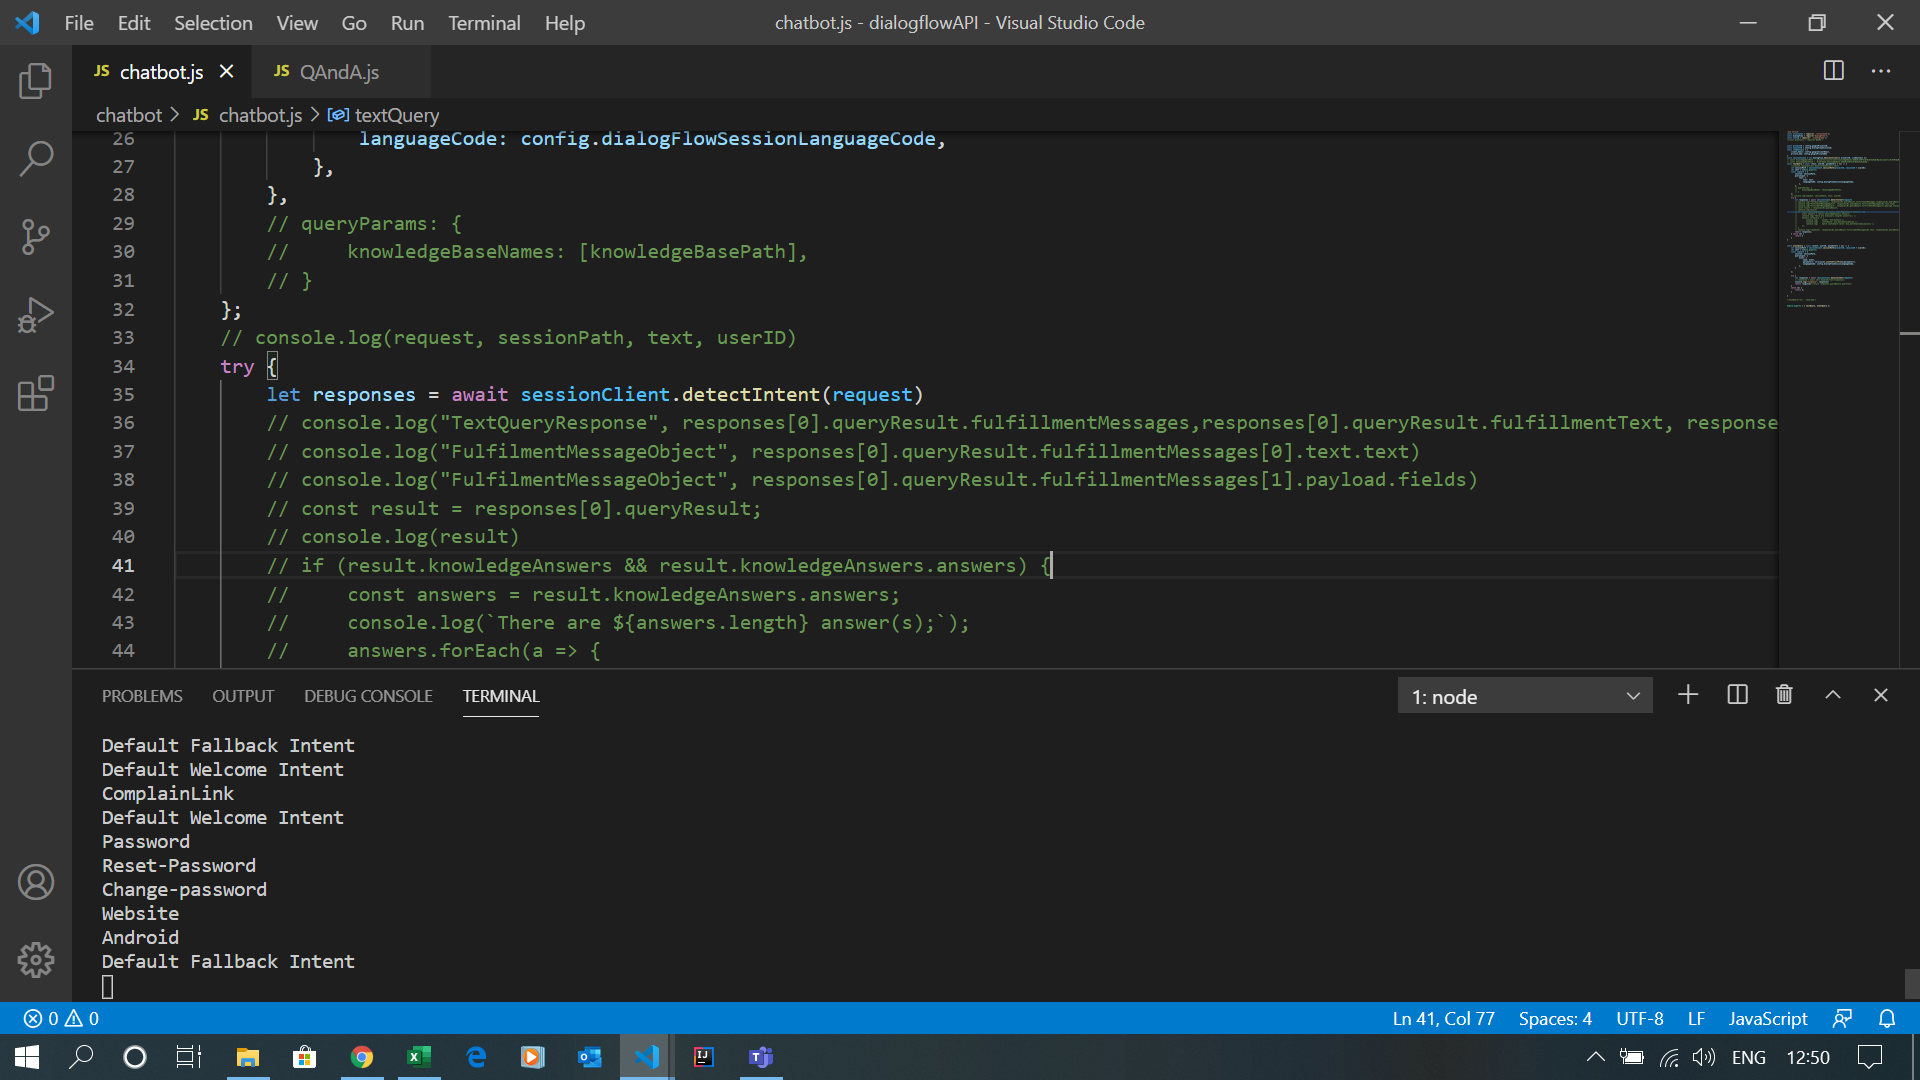 File Edit Selection View Go Run Terminal Help
chatbot.js - dialogflowAPI - Visual Studio Code
JS chatbot.js
JS QAndA.js
chatbot > JS chatbot.js > textQuery
26 languageCode: config.dialogFlowSessionLanguageCode,
27 },
28 },
29 // queryParams: {
30 //     knowledgeBaseNames: [knowledgeBasePath],
31 // }
32 };
33 // console.log(request, sessionPath, text, userID)
34 try {
35 let responses = await sessionClient.detectIntent(request)
36 // console.log("TextQueryResponse", responses[0].queryResult.fulfillmentMessages,responses[0].queryResult.fulfillmentText, response
37 // console.log("FulfilmentMessageObject", responses[0].queryResult.fulfillmentMessages[0].text.text)
38 // console.log("FulfilmentMessageObject", responses[0].queryResult.fulfillmentMessages[1].payload.fields)
39 // const result = responses[0].queryResult;
40 // console.log(result)
41 // if (result.knowledgeAnswers && result.knowledgeAnswers.answers) {
42 //     const answers = result.knowledgeAnswers.answers;
43 //     console.log(`There are ${answers.length} answer(s);`);
44 //     answers.forEach(a => {
PROBLEMS OUTPUT DEBUG CONSOLE TERMINAL
1: node
Default Fallback Intent
Default Welcome Intent
ComplainLink
Default Welcome Intent
Password
Reset-Password
Change-password
Website
Android
Default Fallback Intent
0 0
Ln 41, Col 77 Spaces: 4 UTF-8 LF JavaScript
ENG 12:50